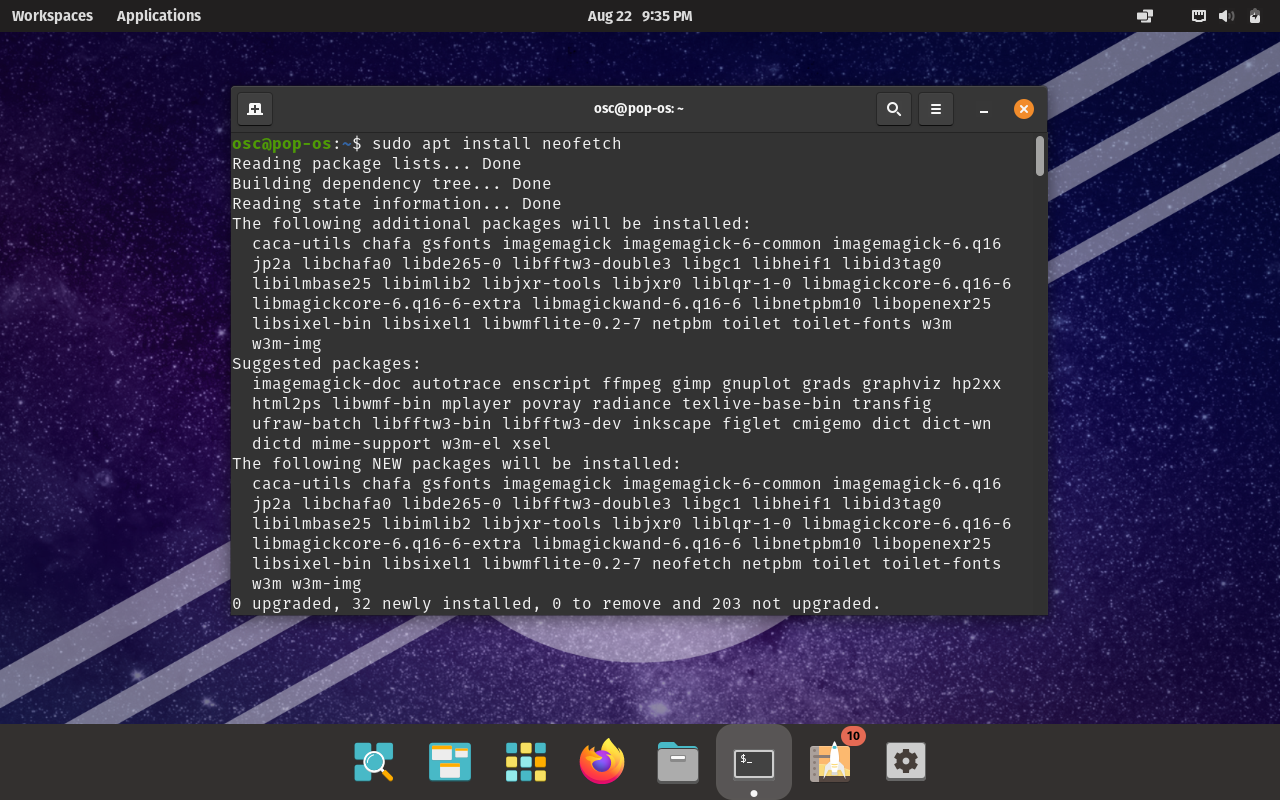 Workspaces Applications Aug 22 9:35 PM
osc@pop-os: ~
osc@pop-os:~$ sudo apt install neofetch
Reading package lists... Done
Building dependency tree... Done
Reading state information... Done
The following additional packages will be installed:
  caca-utils chafa gsfonts imagemagick imagemagick-6-common imagemagick-6.q16
  jp2a libchafa0 libde265-0 libfftw3-double3 libgc1 libheif1 libid3tag0
  libilmbase25 libimlib2 libjxr-tools libjxr0 liblqr-1-0 libmagickcore-6.q16-6
  libmagickcore-6.q16-6-extra libmagickwand-6.q16-6 libnetpbm10 libopenexr25
  libsixel-bin libsixel1 libwmflite-0.2-7 netpbm toilet toilet-fonts w3m
  w3m-img
Suggested packages:
  imagemagick-doc autotrace enscript ffmpeg gimp gnuplot grads graphviz hp2xx
  html2ps libwmf-bin mplayer povray radiance texlive-base-bin transfig
  ufraw-batch libfftw3-bin libfftw3-dev inkscape figlet cmigemo dict dict-wn
  dictd mime-support w3m-el xsel
The following NEW packages will be installed:
  caca-utils chafa gsfonts imagemagick imagemagick-6-common imagemagick-6.q16
  jp2a libchafa0 libde265-0 libfftw3-double3 libgc1 libheif1 libid3tag0
  libilmbase25 libimlib2 libjxr-tools libjxr0 liblqr-1-0 libmagickcore-6.q16-6
  libmagickcore-6.q16-6-extra libmagickwand-6.q16-6 libnetpbm10 libopenexr25
  libsixel-bin libsixel1 libwmflite-0.2-7 neofetch netpbm toilet toilet-fonts
  w3m w3m-img
0 upgraded, 32 newly installed, 0 to remove and 203 not upgraded.
$_
10